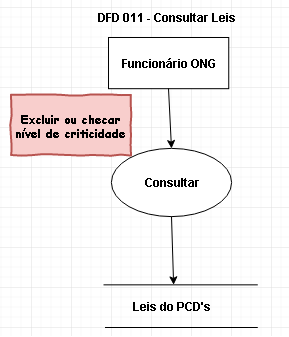 DFD 011 - Consultar Leis
Funcionário ONG
Excluir ou checar
nível de criticidade
Consultar
Leis do PCD's